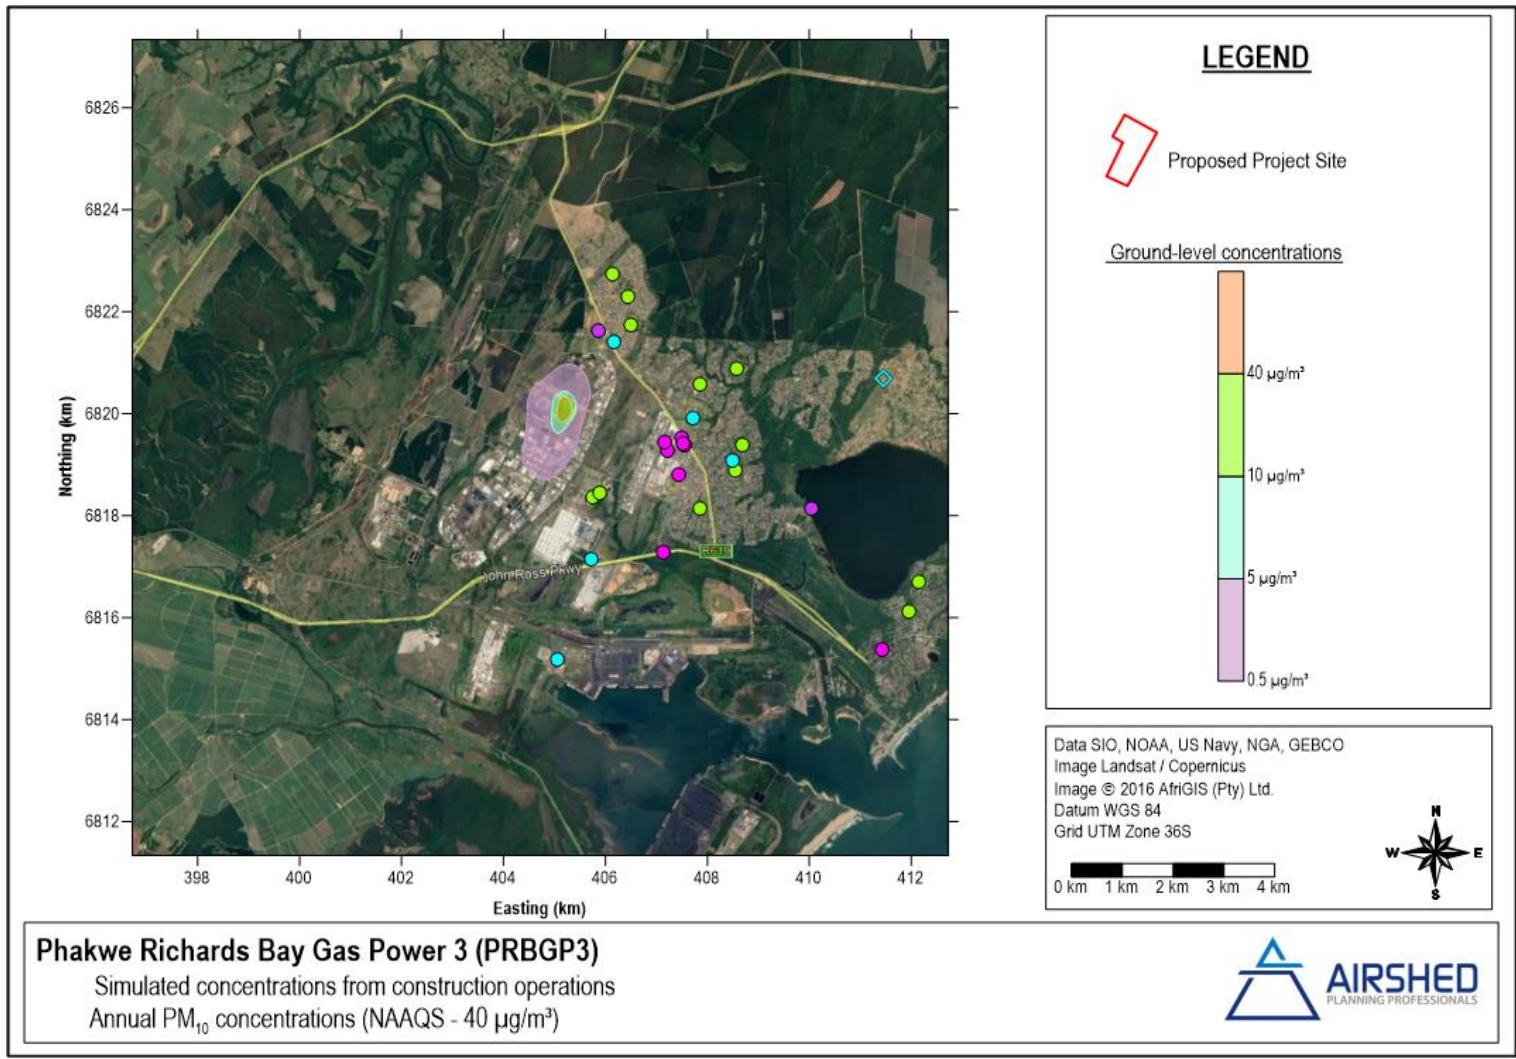 LEGEND
Proposed Project Site
Ground-level concentrations
40 µg/m³
10 µg/m³
5 µg/m³
0.5 µg/m³
6826
6824
6822
6820
6818
6816
6814
6812
Northing (km)
John Ross Pkwy
R619
398 400 402 404 406 408 410 412
Easting (km)
Data SIO, NOAA, US Navy, NGA, GEBCO
Image Landsat / Copernicus
Image © 2016 AfriGIS (Pty) Ltd.
Datum WGS 84
Grid UTM Zone 36S
0 km 1 km 2 km 3 km 4 km
N
W E
S
Phakwe Richards Bay Gas Power 3 (PRBGP3)
Simulated concentrations from construction operations
Annual PM₁₀ concentrations (NAAQS - 40 µg/m³)
AIRSHED
PLANNING PROFESSIONALS